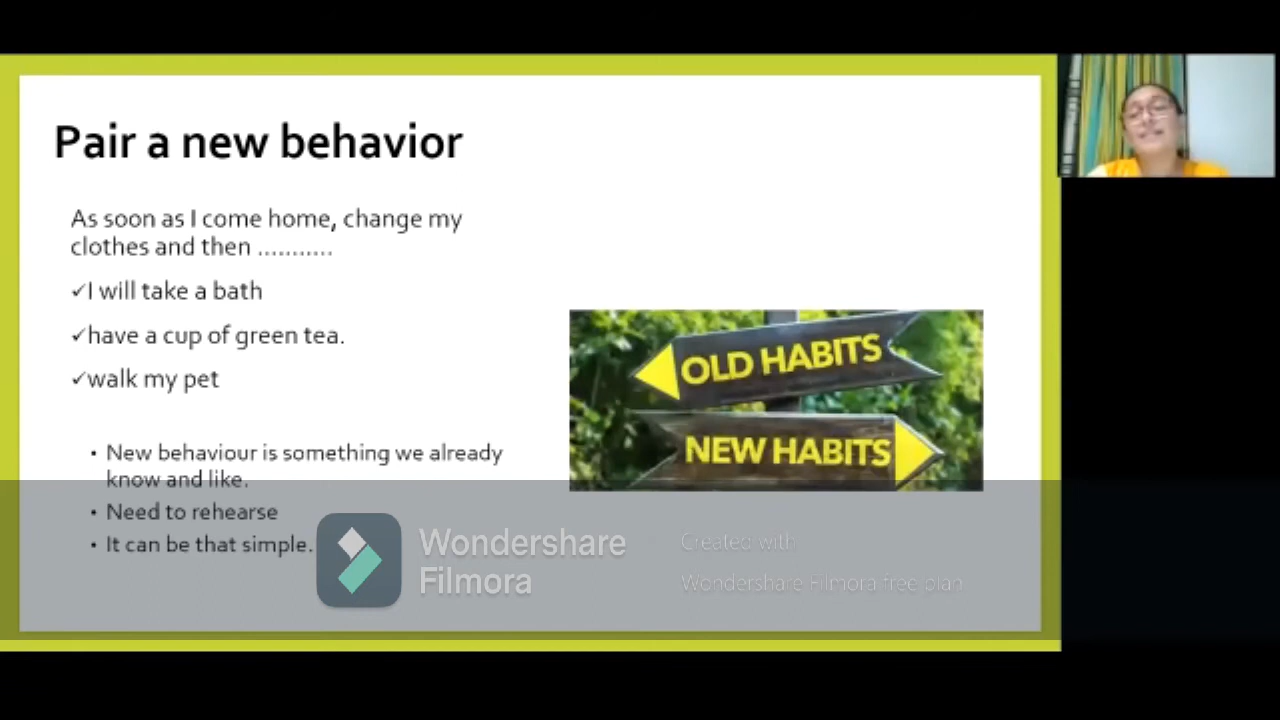 Pair a new behavior
As soon as I come home, change my
clothes and then ...........
✓I will take a bath
✓have a cup of green tea.
✓walk my pet
• New behaviour is something we already
know and like.
• Need to rehearse
• It can be that simple.
OLD HABITS
NEW HABITS
Wondershare
Filmora
Created with
Wondershare Filmora free plan